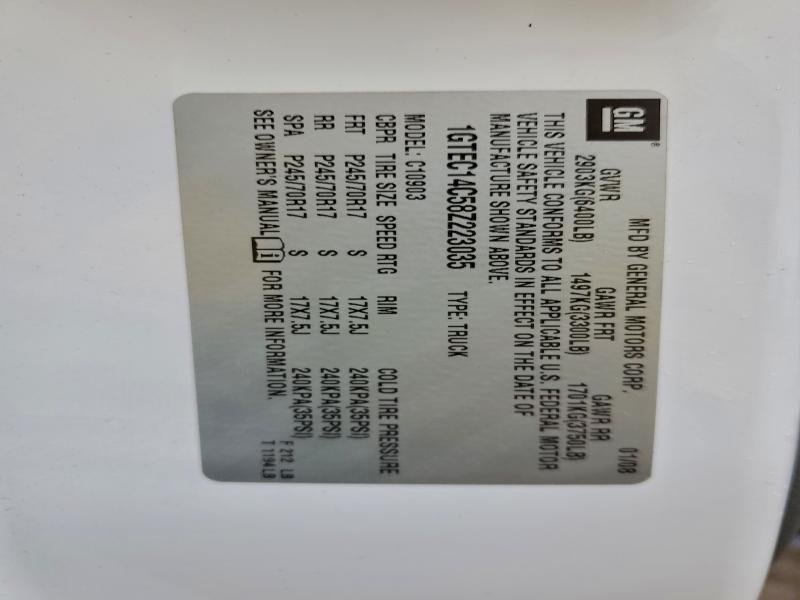 GM®
MFD BY GENERAL MOTORS CORP. 01/08
GVWR GAWR FRT GAWR RR
2903KG(6400LB) 1497KG(3300LB) 1701KG(3750LB)
THIS VEHICLE CONFORMS TO ALL APPLICABLE U.S. FEDERAL MOTOR
VEHICLE SAFETY STANDARDS IN EFFECT ON THE DATE OF
MANUFACTURE SHOWN ABOVE.
1GTEC14C58Z223035 TYPE: TRUCK
MODEL: C10903
CBPR TIRE SIZE SPEED RTG RIM COLD TIRE PRESSURE
FRT P245/70R17 S 17X7.5J 240KPA(35PSI)
RR P245/70R17 S 17X7.5J 240KPA(35PSI)
SPA P245/70R17 S 17X7.5J 240KPA(35PSI)
SEE OWNER'S MANUAL i FOR MORE INFORMATION.
F 212 LB
T 1194LB